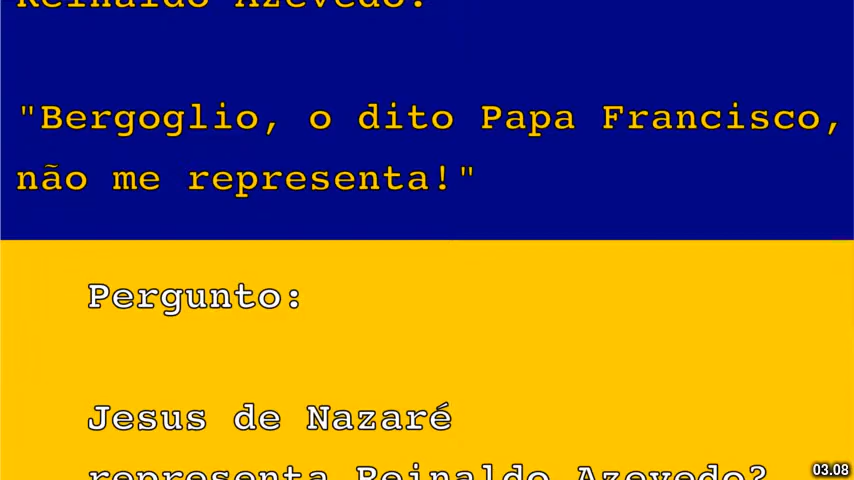 Reinaldo Azevedo:
"Bergoglio, o dito Papa Francisco,
não me representa!"
Pergunto:
Jesus de Nazaré
representa Reinaldo Azevedo?
03.08